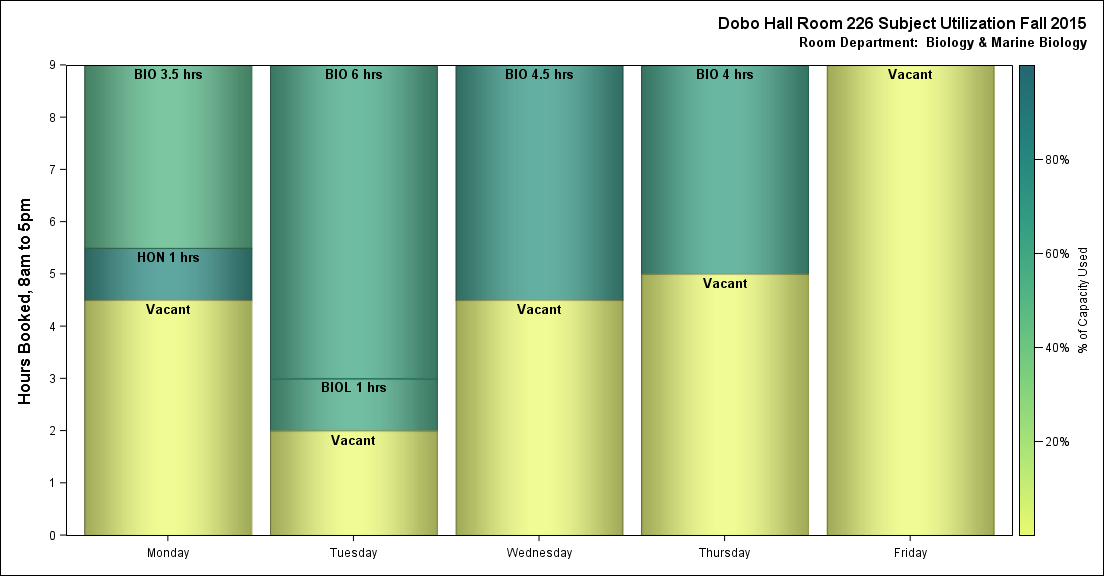 Dobo Hall Room 226 Subject Utilization Fall 2015
Room Department:  Biology & Marine Biology
Hours Booked, 8am to 5pm
9
8
7
6
5
4
3
2
1
0
BIO 3.5 hrs
HON 1 hrs
Vacant
BIO 6 hrs
BIOL 1 hrs
Vacant
BIO 4.5 hrs
Vacant
BIO 4 hrs
Vacant
Vacant
Monday
Tuesday
Wednesday
Thursday
Friday
80%
60%
40%
20%
% of Capacity Used